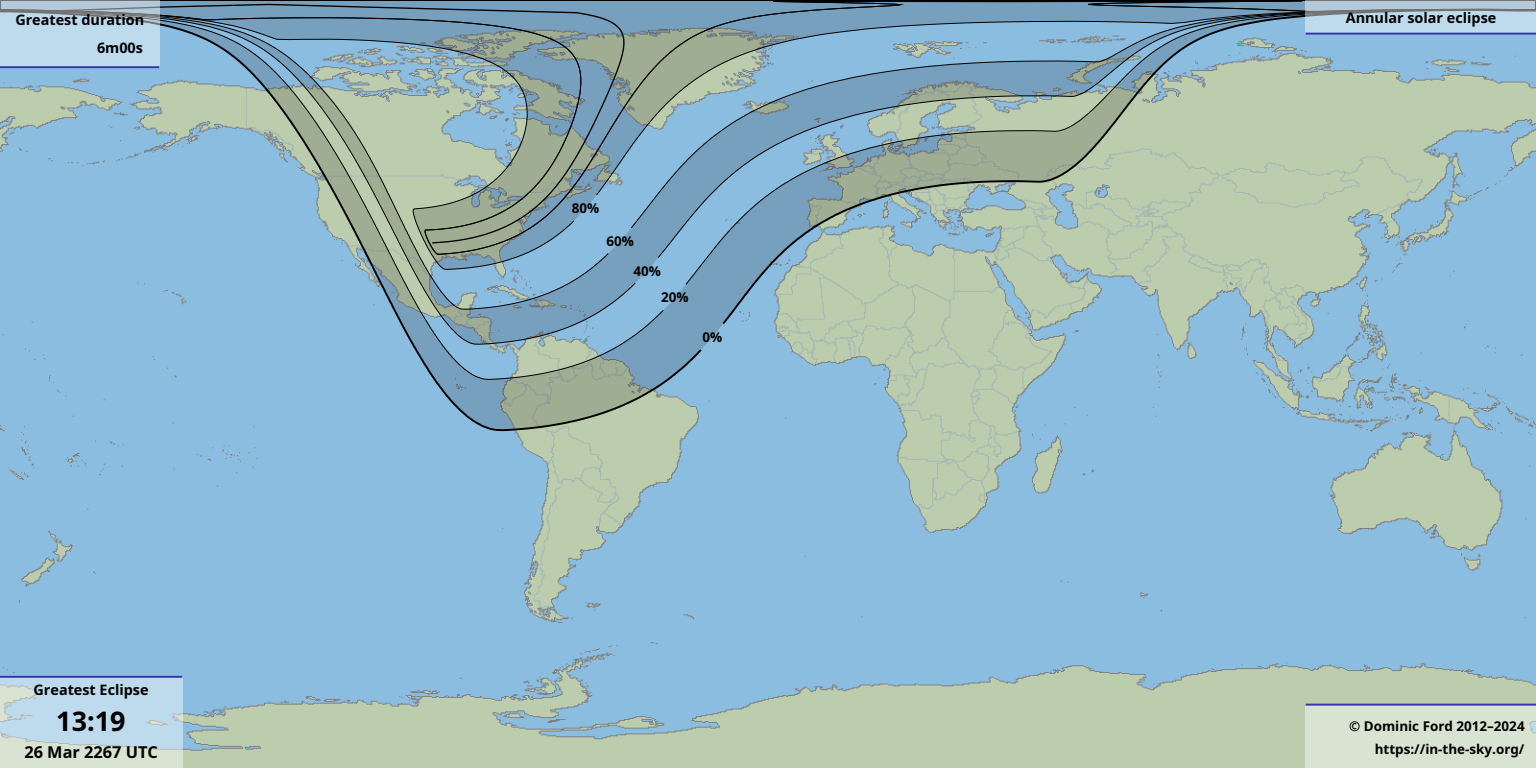 Greatest duration
6m00s
Annular solar eclipse
80%
60%
40%
20%
0%
Greatest Eclipse
13:19
26 Mar 2267 UTC
© Dominic Ford 2012–2024
https://in-the-sky.org/